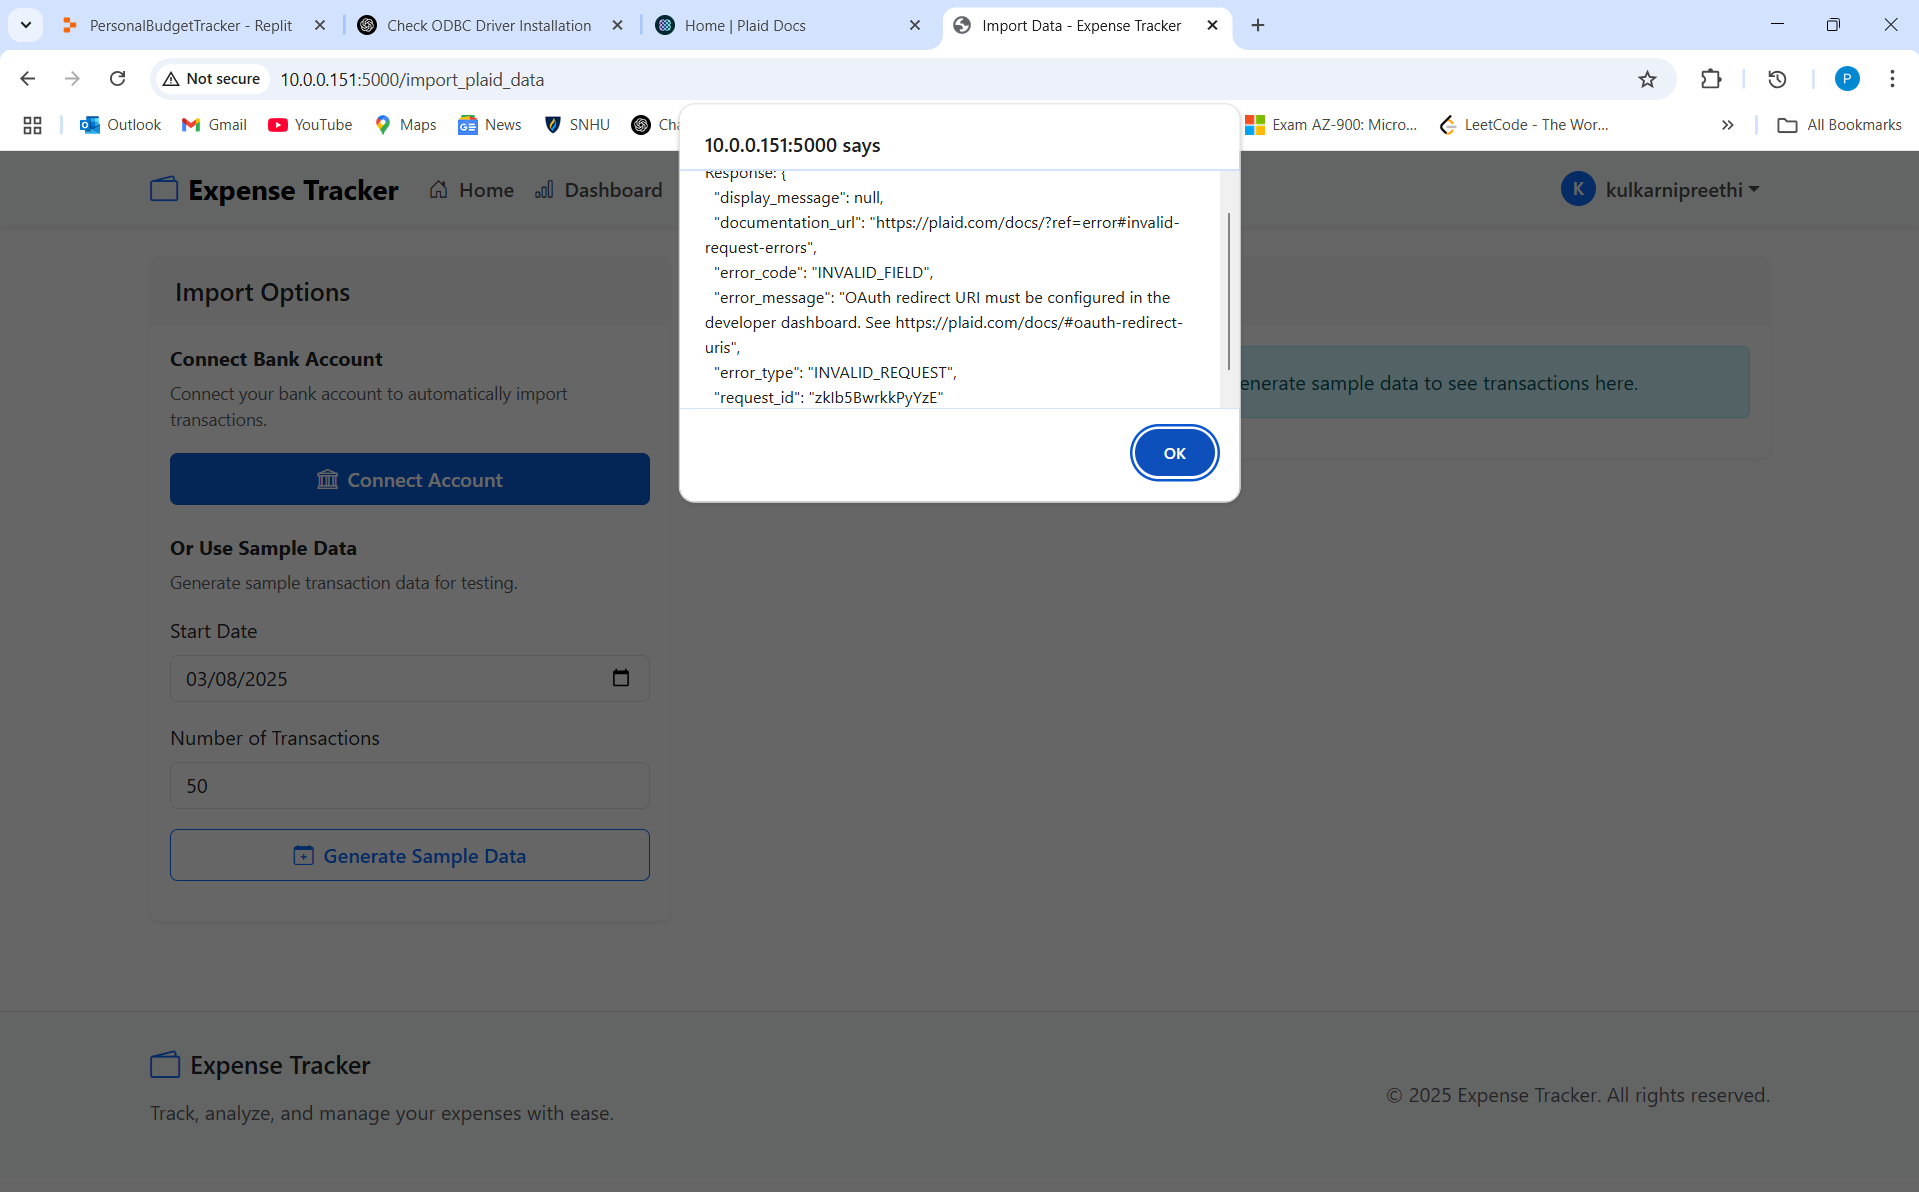 PersonalBudgetTracker - Replit
Check ODBC Driver Installation
Home | Plaid Docs
Import Data - Expense Tracker
Not secure
10.0.0.151:5000/import_plaid_data
P
Outlook
Gmail
YouTube
Maps
News
SNHU
Exam AZ-900: Micro...
LeetCode - The Wor...
All Bookmarks
10.0.0.151:5000 says
Response: {
"display_message": null,
"documentation_url": "https://plaid.com/docs/?ref=error#invalid-
request-errors",
"error_code": "INVALID_FIELD",
"error_message": "OAuth redirect URI must be configured in the
developer dashboard. See https://plaid.com/docs/#oauth-redirect-
uris",
"error_type": "INVALID_REQUEST",
"request_id": "zkIb5BwrkkPyYzE"
OK
Expense Tracker
Home
Dashboard
K
kulkarnipreethi
Import Options
Connect Bank Account
Connect your bank account to automatically import
transactions.
Connect Account
Or Use Sample Data
Generate sample transaction data for testing.
Start Date
03/08/2025
Number of Transactions
50
Generate Sample Data
sample data to see transactions here.
Expense Tracker
Track, analyze, and manage your expenses with ease.
© 2025 Expense Tracker. All rights reserved.